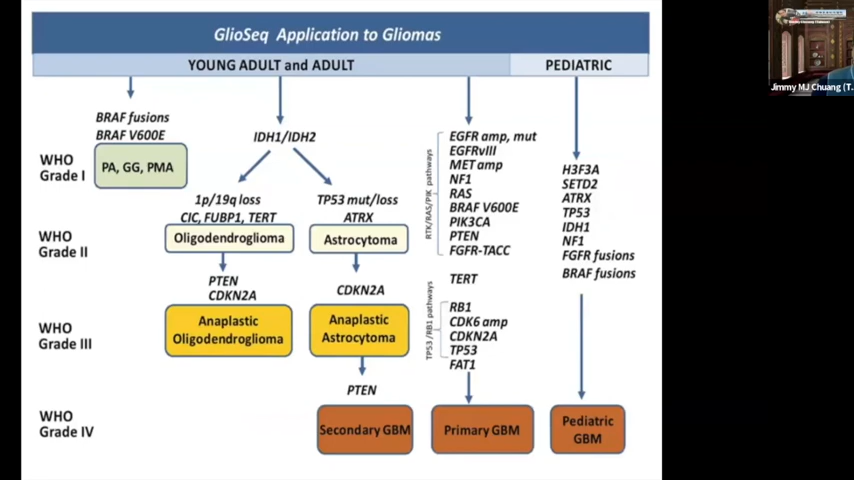 GlioSeq Application to Gliomas
YOUNG ADULT and ADULT
PEDIATRIC
BRAF fusions
BRAF V600E
WHO
Grade I
PA, GG, PMA
IDH1/IDH2
1p/19q loss
CIC, FUBP1, TERT
TP53 mut/loss
ATRX
WHO
Grade II
Oligodendroglioma
Astrocytoma
PTEN
CDKN2A
CDKN2A
WHO
Grade III
Anaplastic
Oligodendroglioma
Anaplastic
Astrocytoma
PTEN
WHO
Grade IV
Secondary GBM
RTK/RAS/PIK pathways
EGFR amp, mut
EGFRvIII
MET amp
NF1
RAS
BRAF V600E
PIK3CA
PTEN
FGFR-TACC
TERT
TP53/RB1 pathways
RB1
CDK6 amp
CDKN2A
TP53
FAT1
Primary GBM
H3F3A
SETD2
ATRX
TP53
IDH1
NF1
FGFR fusions
BRAF fusions
Pediatric
GBM
Jimmy MJ Chuang (T.